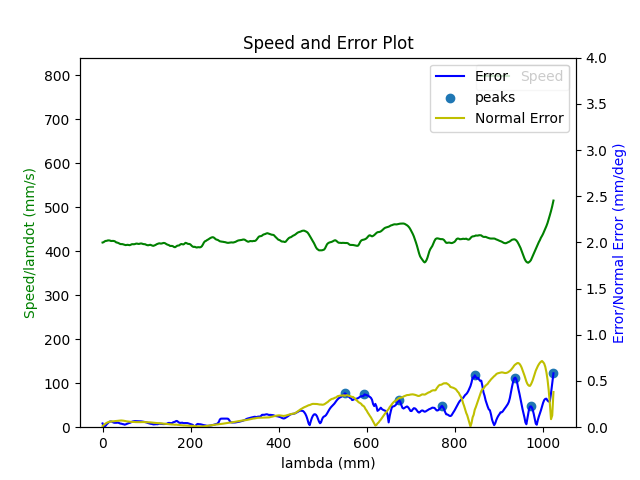 Speed and Error Plot
Speed/lamdot (mm/s)
800
700
600
500
400
300
200
100
0
4.0
3.5
3.0
2.5
2.0
1.5
1.0
0.5
0.0
Error/Normal Error (mm/deg)
Speed
Error
peaks
Normal Error
0 200 400 600 800 1000
lambda (mm)